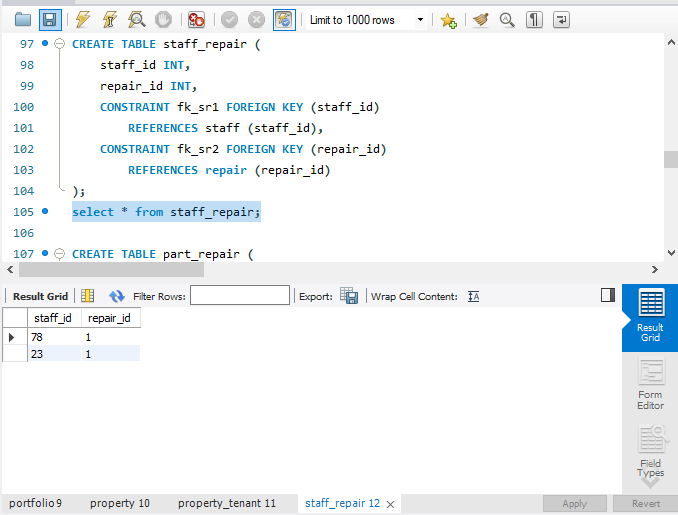 Limit to 1000 rows
97 CREATE TABLE staff_repair (
98 staff_id INT,
99 repair_id INT,
100 CONSTRAINT fk_sr1 FOREIGN KEY (staff_id)
101 REFERENCES staff (staff_id),
102 CONSTRAINT fk_sr2 FOREIGN KEY (repair_id)
103 REFERENCES repair (repair_id)
104 );
105 select * from staff_repair;
106
107 CREATE TABLE part_repair (
Result Grid Filter Rows: Export: Wrap Cell Content: IA
staff_id repair_id
78 1
23 1
Result
Grid
Form
Editor
Field
Types
portfolio 9 property 10 property_tenant 11 staff_repair 12 Apply Revert